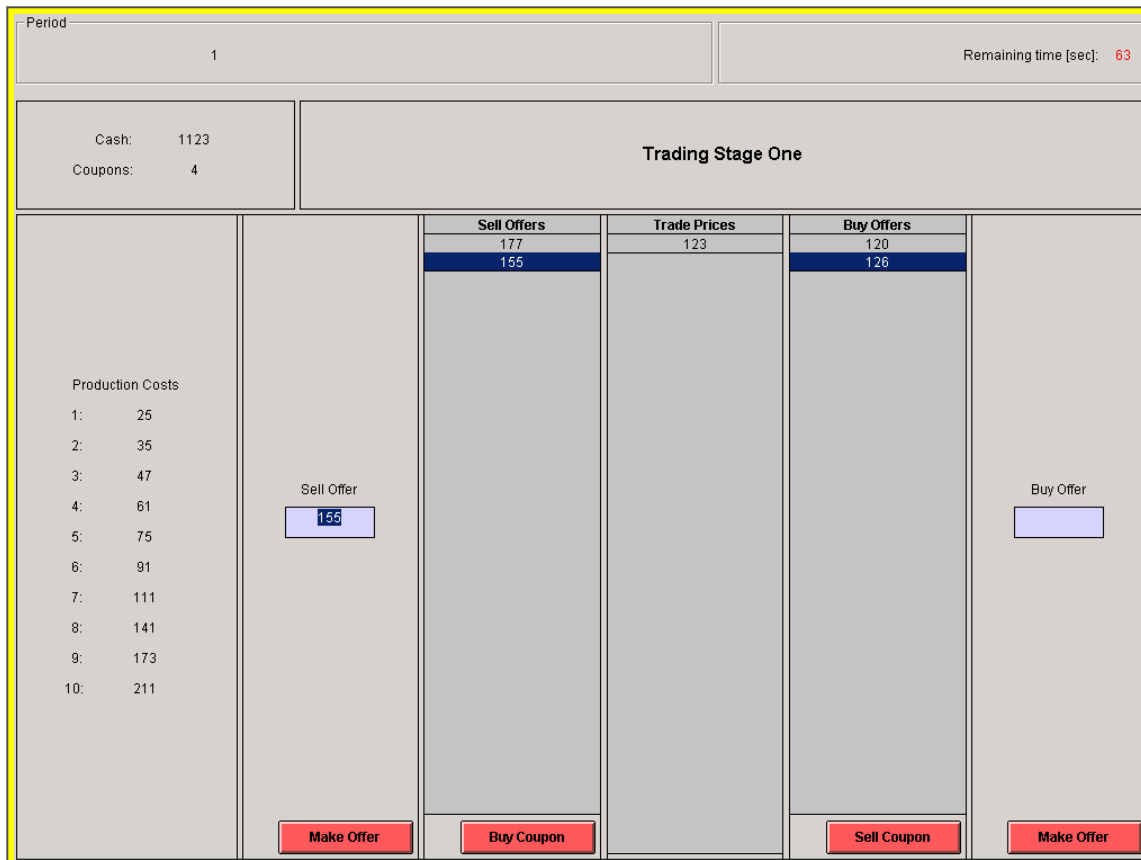 Period
1
Remaining time [sec]: 63
Cash: 1123
Coupons: 4
Trading Stage One
Production Costs
1: 25
2: 35
3: 47
4: 61
5: 75
6: 91
7: 111
8: 141
9: 173
10: 211
Sell Offer
155
Make Offer
Sell Offers
177
155
Buy Coupon
Trade Prices
123
Buy Offers
120
126
Sell Coupon
Buy Offer
Make Offer